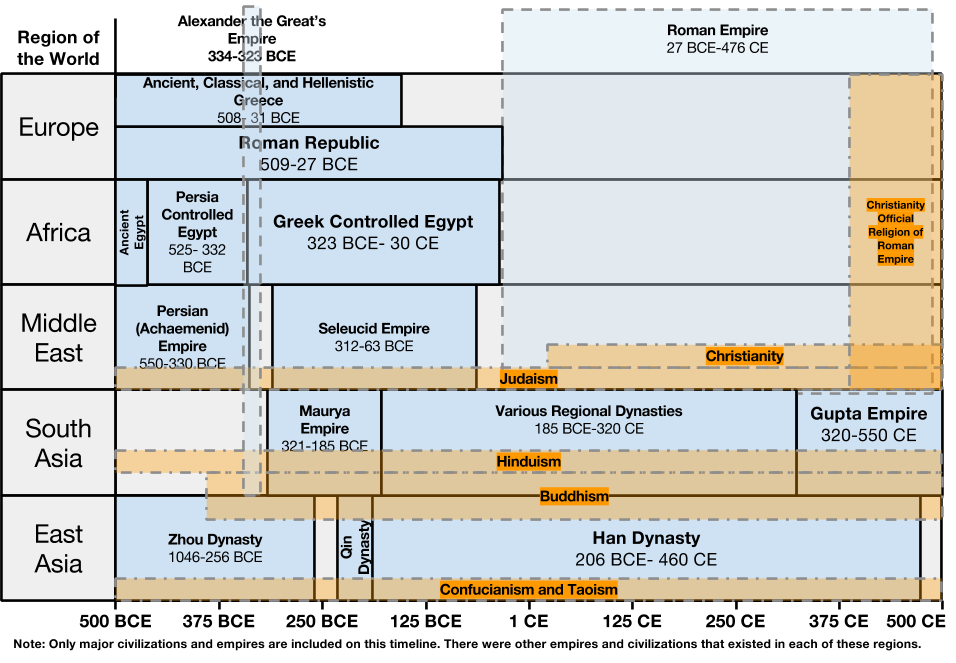 Region of
the World
Alexander the Great's
Empire
334-323 BCE
Roman Empire
27 BCE-476 CE
Europe
Ancient, Classical, and Hellenistic
Greece
508- 31 BCE
Roman Republic
509-27 BCE
Africa
Ancient
Egypt
Persia
Controlled
Egypt
525- 332
BCE
Greek Controlled Egypt
323 BCE- 30 CE
Christianity
Official
Religion of
Roman
Empire
Middle
East
Persian
(Achaemenid)
Empire
550-330 BCE
Seleucid Empire
312-63 BCE
Christianity
Judaism
South
Asia
Maurya
Empire
321-185 BCE
Various Regional Dynasties
185 BCE-320 CE
Gupta Empire
320-550 CE
Hinduism
Buddhism
East
Asia
Zhou Dynasty
1046-256 BCE
Qin
Dynasty
Han Dynasty
206 BCE- 460 CE
Confucianism and Taoism
500 BCE 375 BCE 250 BCE 125 BCE 1 CE 125 CE 250 CE 375 CE 500 CE
Note: Only major civilizations and empires are included on this timeline. There were other empires and civilizations that existed in each of these regions.